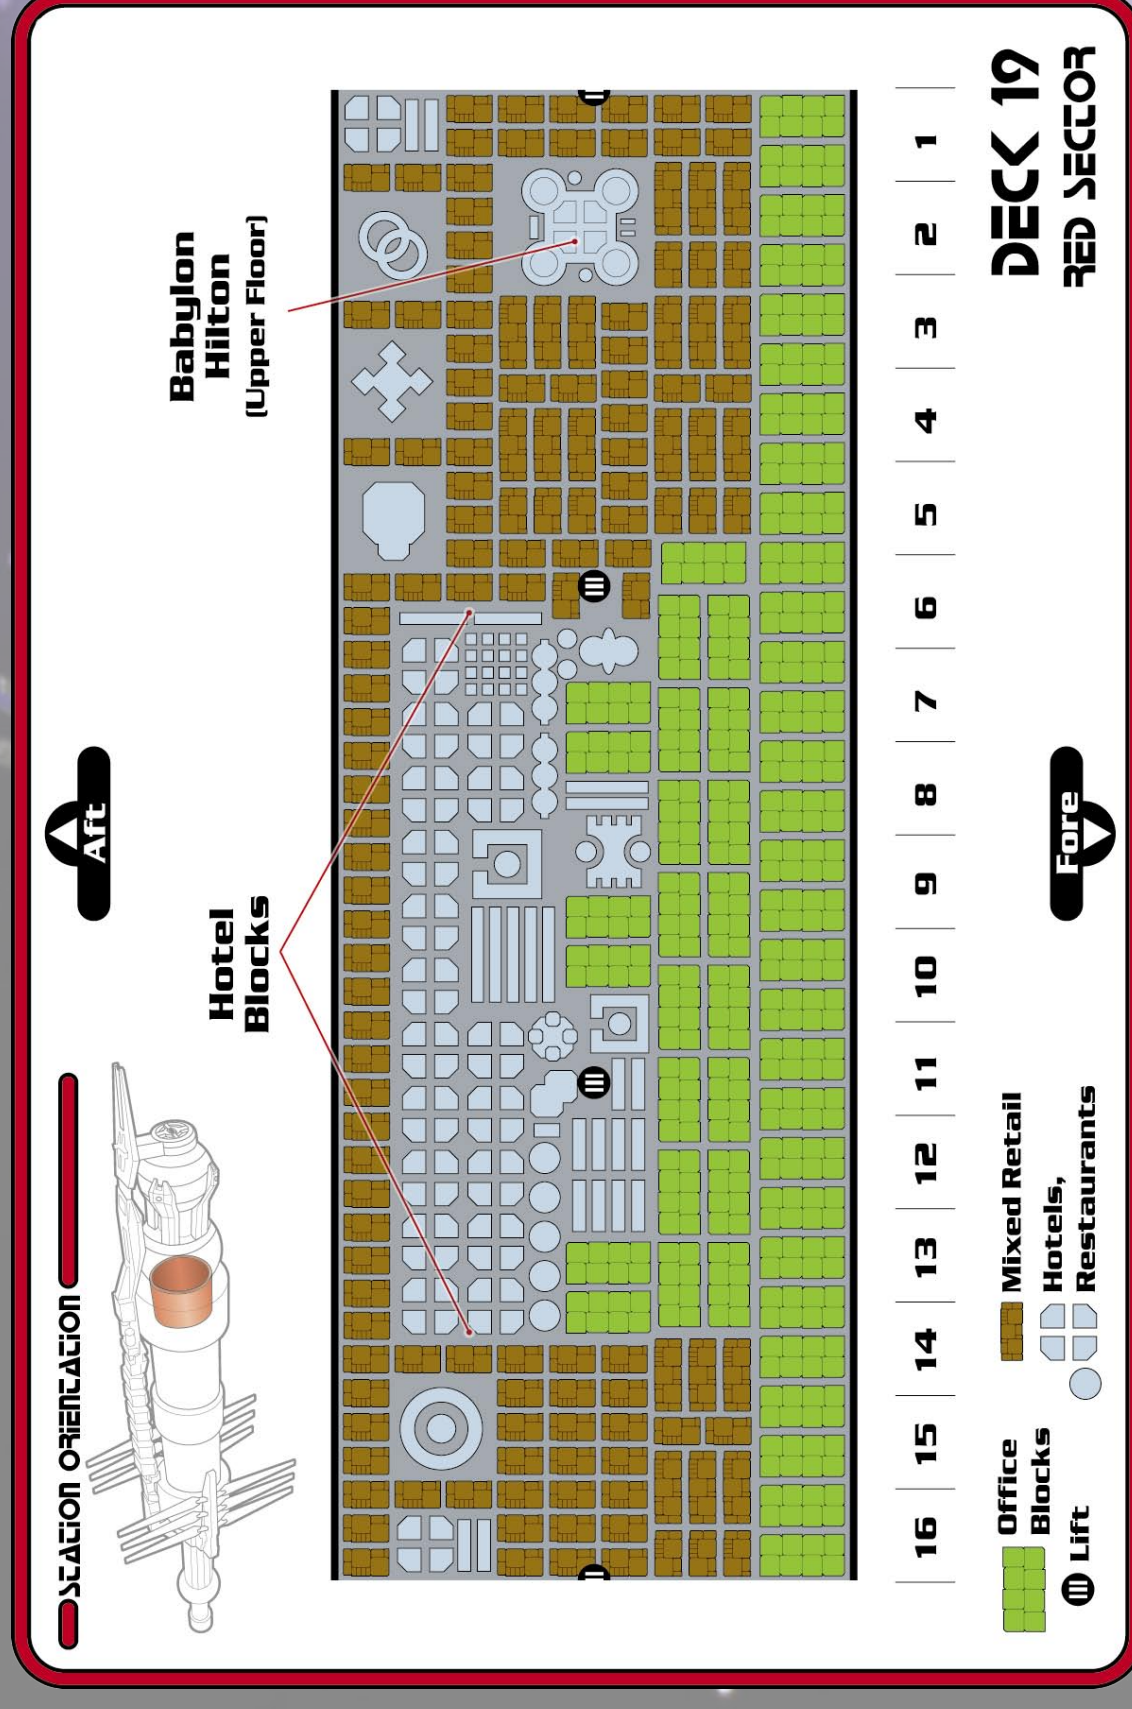 DECK 19
RED SECTOR
STATION ORIENTATION
Aft
Fore
Babylon
Hilton
(Upper Floor)
Hotel
Blocks
16
15
14
13
12
11
10
9
8
7
6
5
4
3
2
1
Office
Blocks
Lift
Mixed Retail
Hotels,
Restaurants